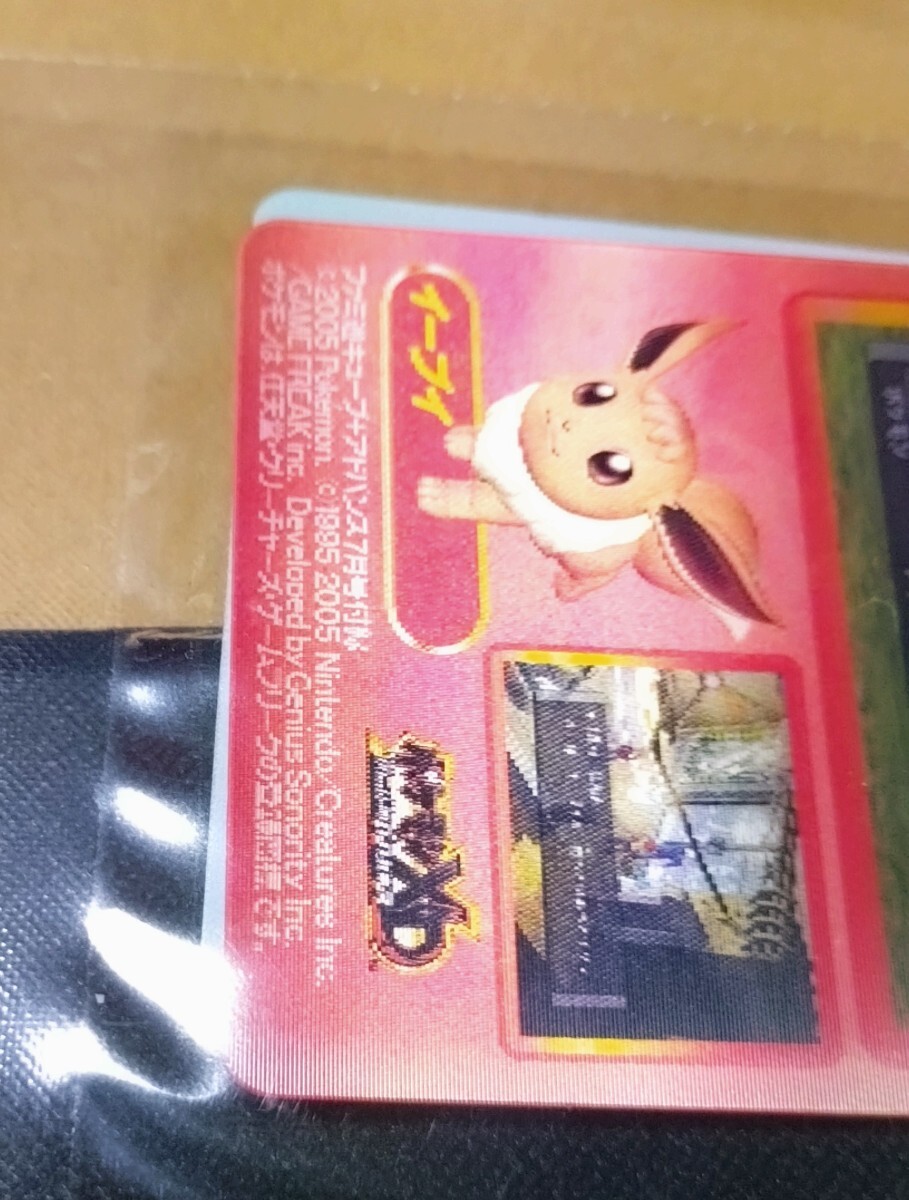 イーブイ
ファミ通キューブ+アドバンス7月号付録
©2005 Pokémon. ©1995-2005 Nintendo/Creatures Inc.
/GAME FREAK inc. Developed by Genius Sonority Inc.
ポケモンは任天堂・クリーチャーズ・ゲームフリークの登録商標です。
XD